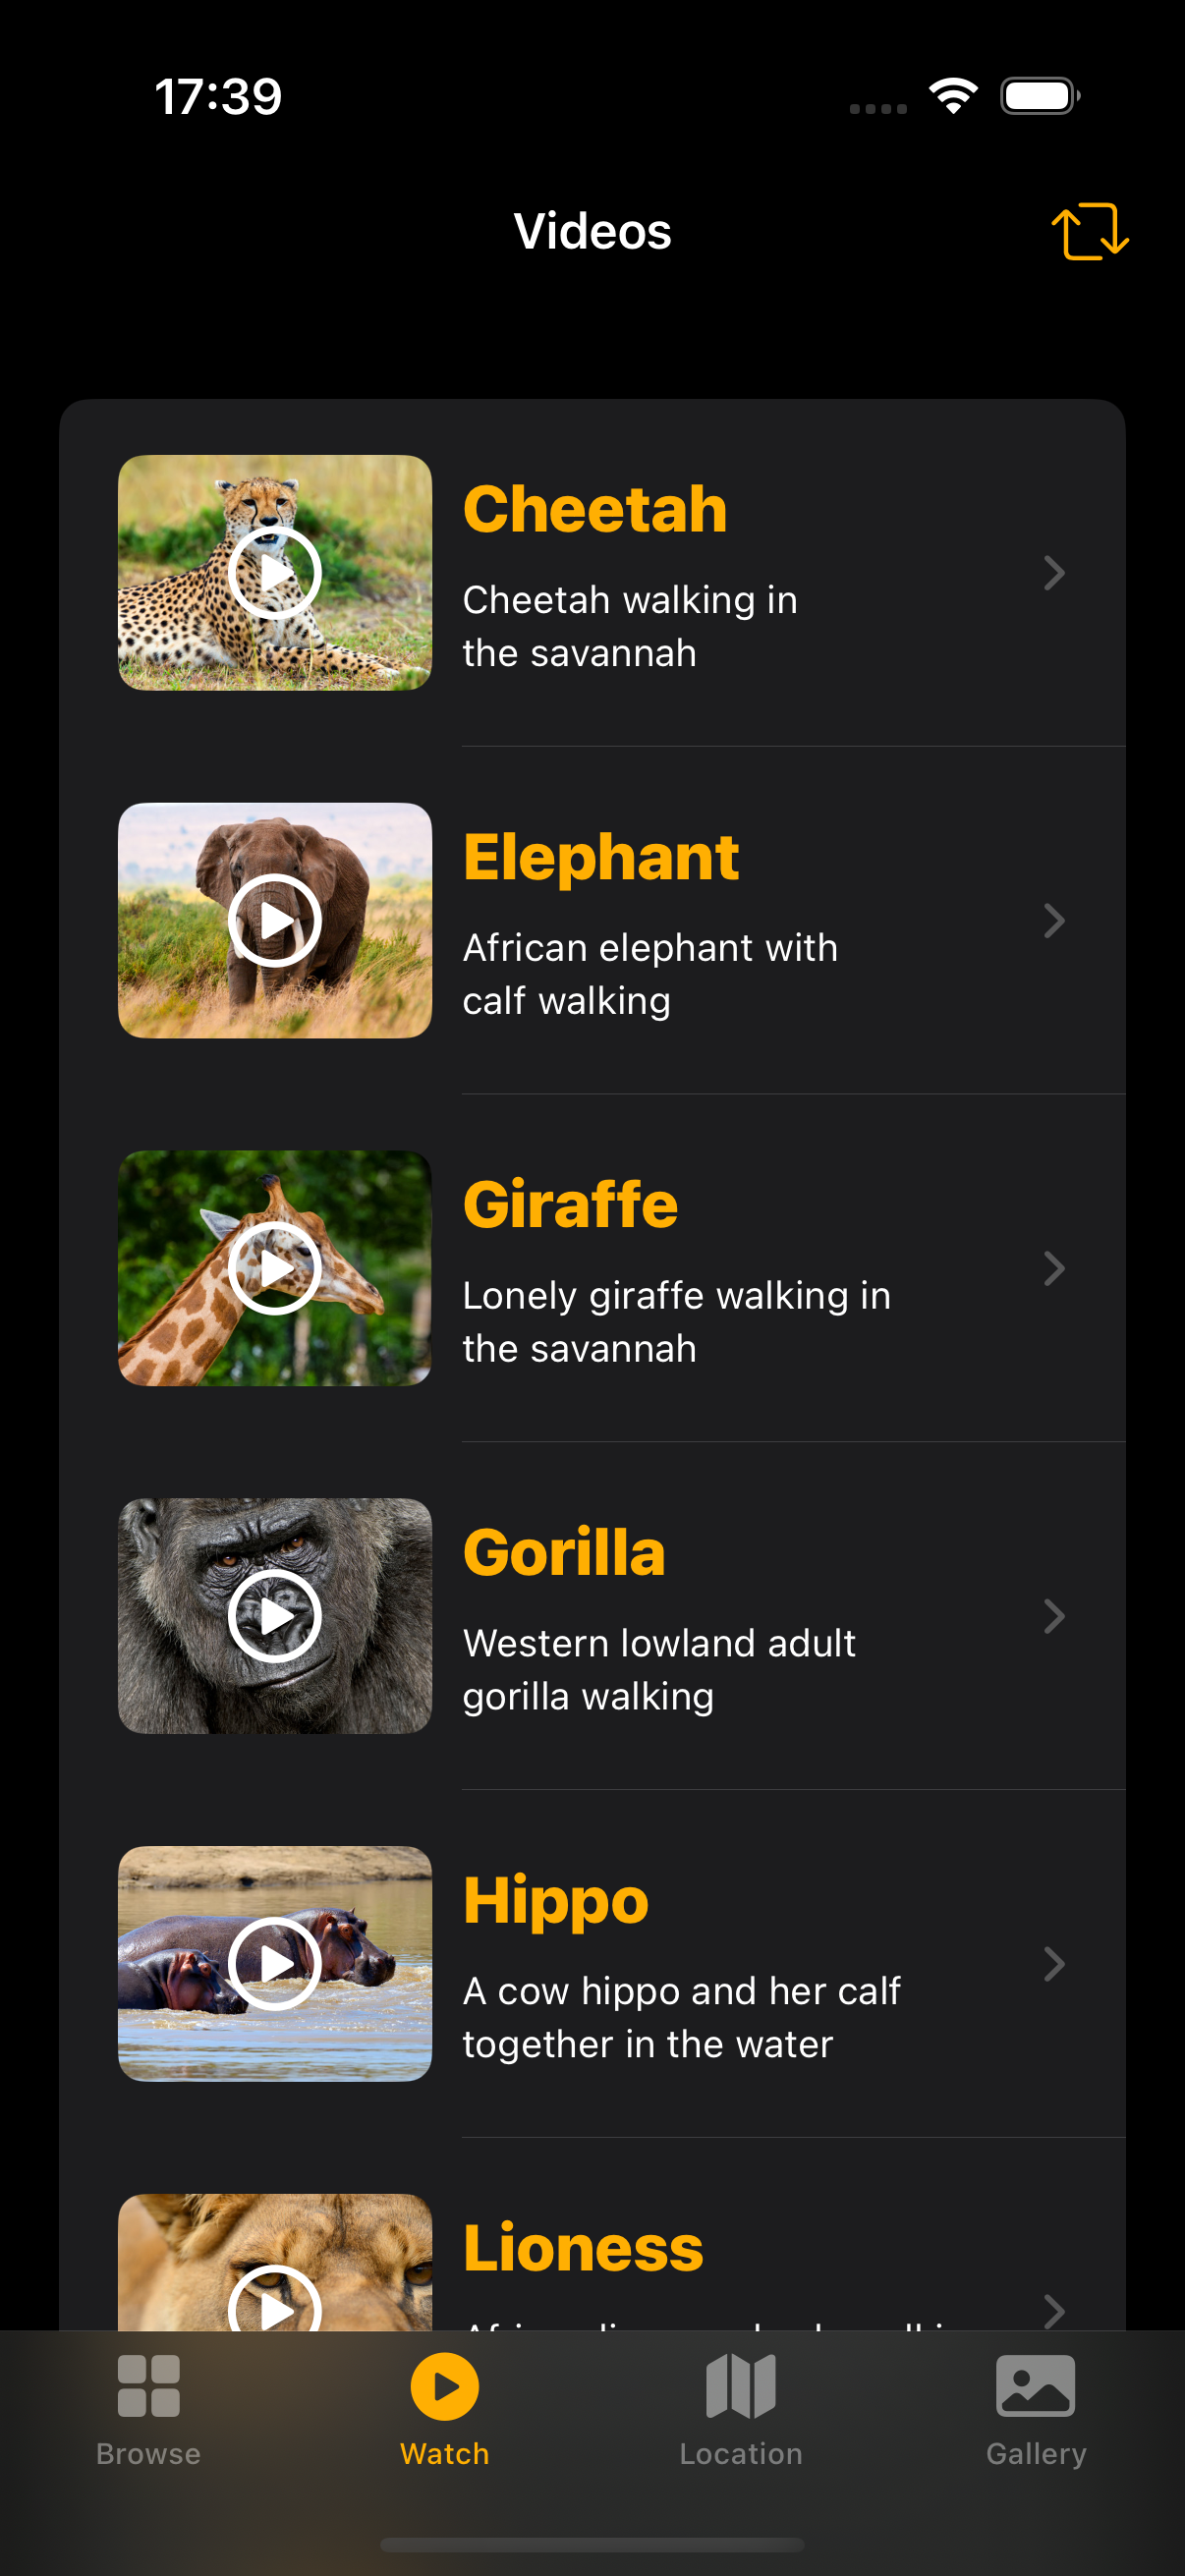 17:39
Videos
Cheetah
Cheetah walking in
the savannah
Elephant
African elephant with
calf walking
Giraffe
Lonely giraffe walking in
the savannah
Gorilla
Western lowland adult
gorilla walking
Hippo
A cow hippo and her calf
together in the water
Lioness
Browse
Watch
Location
Gallery